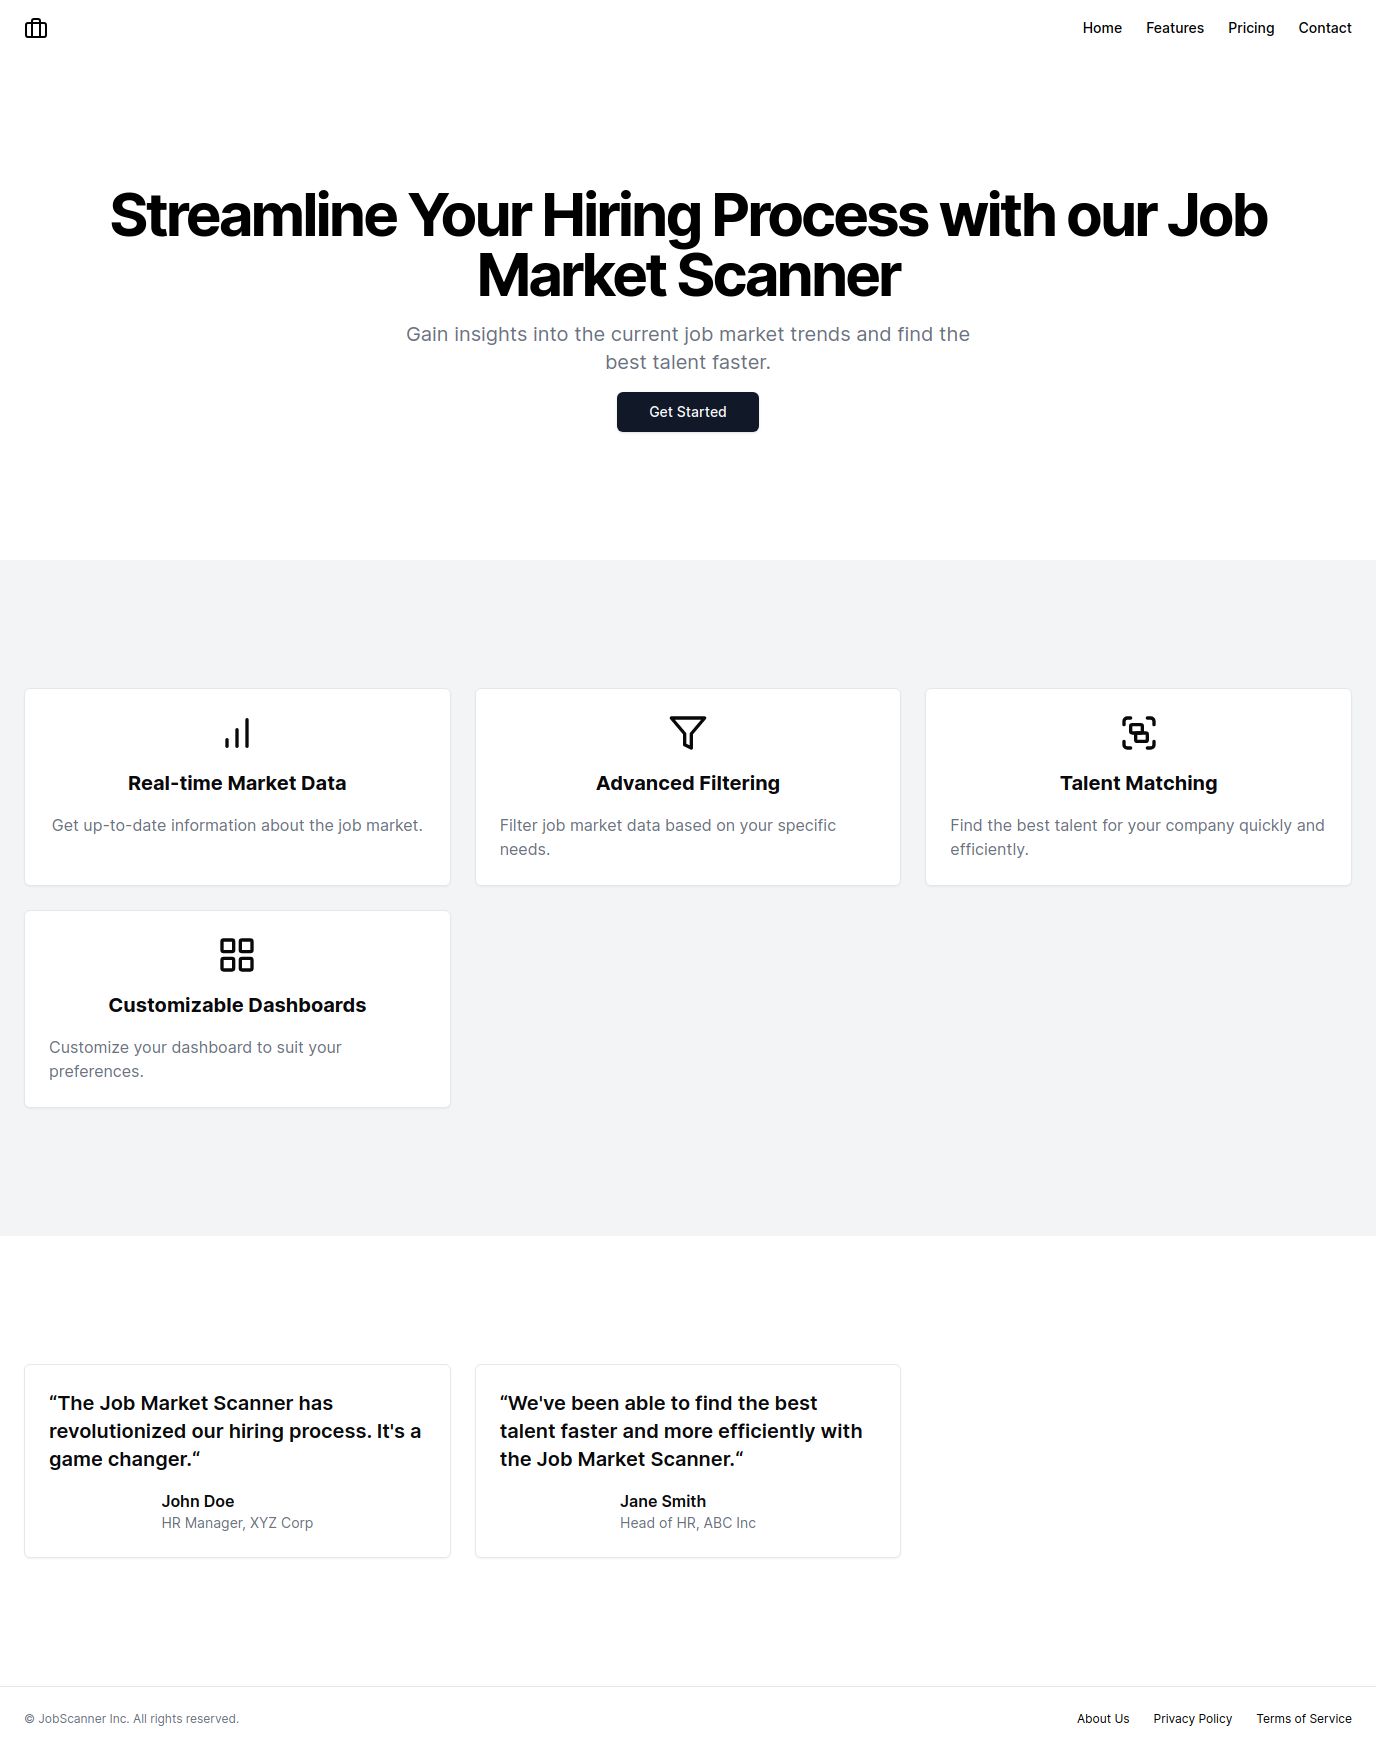 Home Features Pricing Contact
Streamline Your Hiring Process with our Job
Market Scanner
Gain insights into the current job market trends and find the
best talent faster.
Get Started
Real-time Market Data
Get up-to-date information about the job market.
Advanced Filtering
Filter job market data based on your specific
needs.
Talent Matching
Find the best talent for your company quickly and
efficiently.
Customizable Dashboards
Customize your dashboard to suit your
preferences.
“The Job Market Scanner has
revolutionized our hiring process. It's a
game changer.“
John Doe
HR Manager, XYZ Corp
“We've been able to find the best
talent faster and more efficiently with
the Job Market Scanner.“
Jane Smith
Head of HR, ABC Inc
© JobScanner Inc. All rights reserved.
About Us Privacy Policy Terms of Service